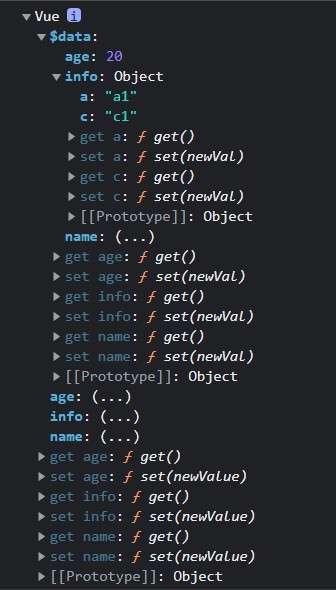 Vue i
$data:
age: 20
info: Object
a: "a1"
c: "c1"
get a: ƒ get()
set a: ƒ set(newVal)
get c: ƒ get()
set c: ƒ set(newVal)
[[Prototype]]: Object
name: (...)
get age: ƒ get()
set age: ƒ set(newVal)
get info: ƒ get()
set info: ƒ set(newVal)
get name: ƒ get()
set name: ƒ set(newVal)
[[Prototype]]: Object
age: (...)
info: (...)
name: (...)
get age: ƒ get()
set age: ƒ set(newValue)
get info: ƒ get()
set info: ƒ set(newValue)
get name: ƒ get()
set name: ƒ set(newValue)
[[Prototype]]: Object